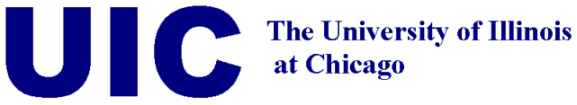 UIC
The University of Illinois
at Chicago